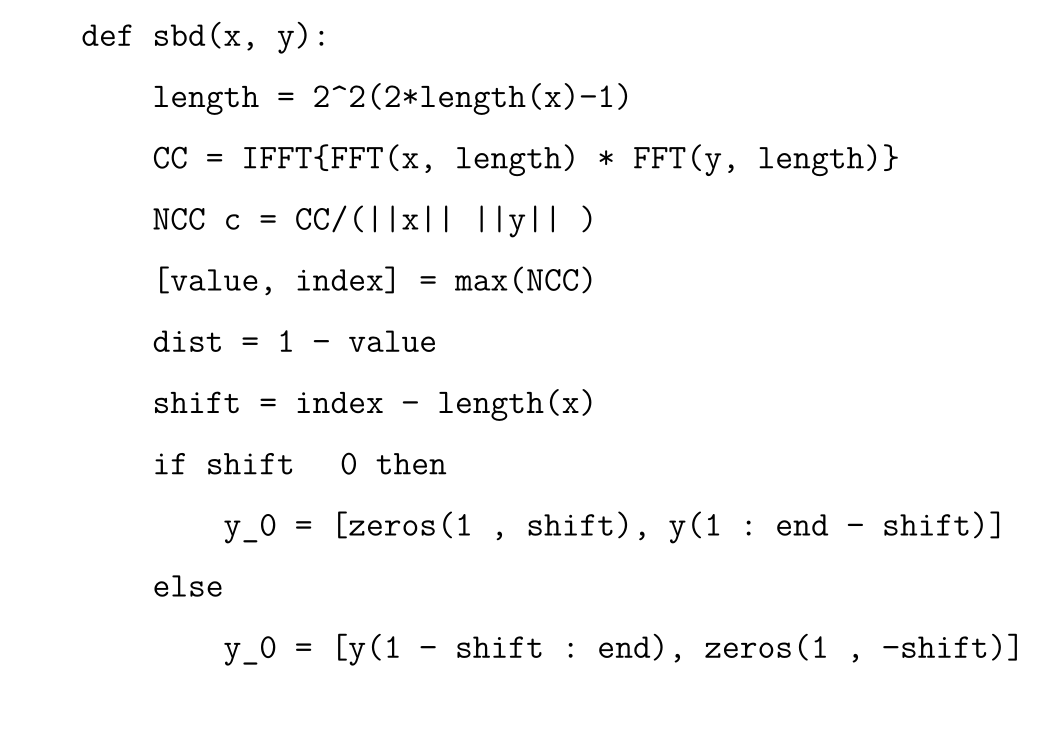 def sbd(x, y):
length = 2^2(2*length(x)-1)
CC = IFFT{FFT(x, length) * FFT(y, length)}
NCC c = CC/(||x|| ||y|| )
[value, index] = max(NCC)
dist = 1 - value
shift = index - length(x)
if shift  0 then
y_0 = [zeros(1 , shift), y(1 : end - shift)]
else
y_0 = [y(1 - shift : end), zeros(1 , -shift)]